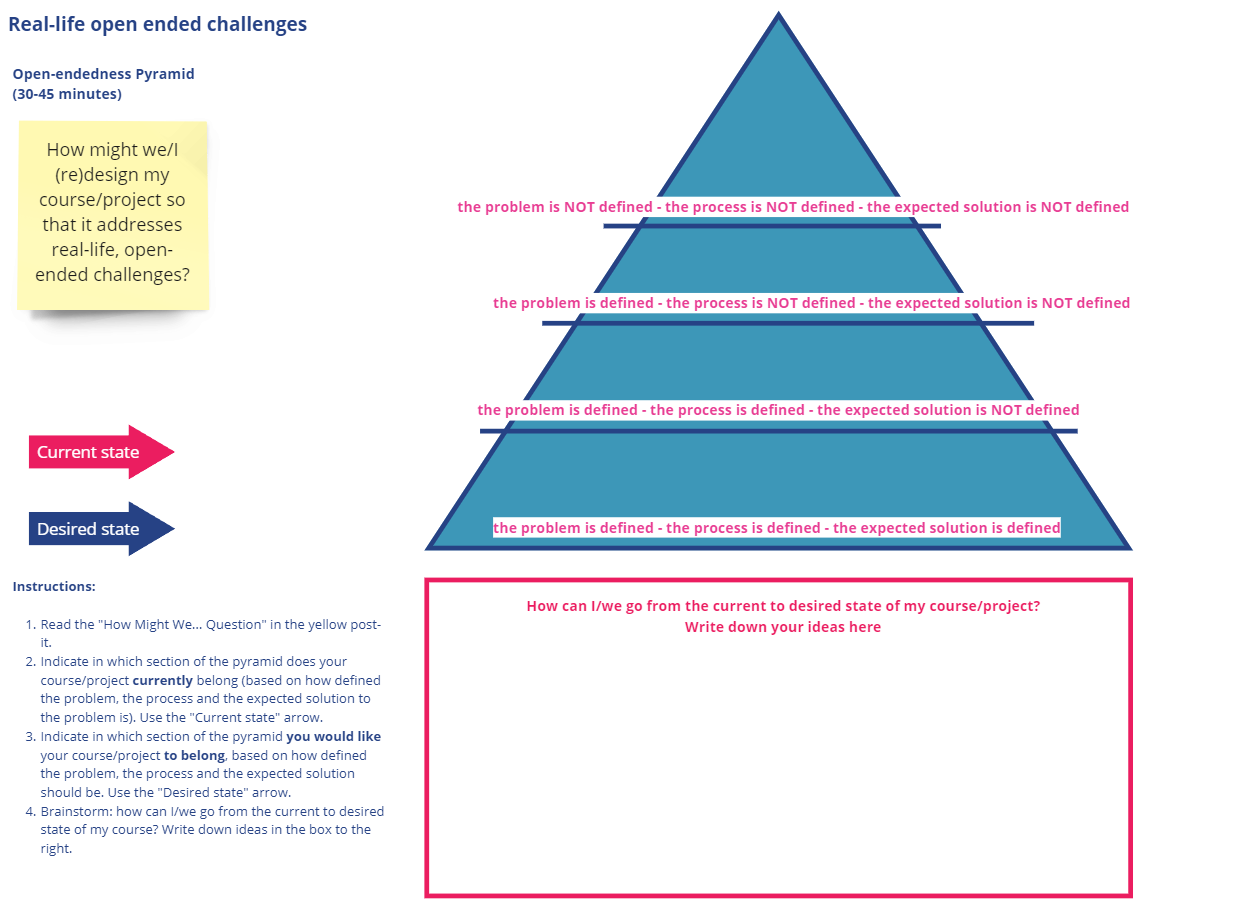 Real-life open ended challenges
Open-endedness Pyramid
(30-45 minutes)
How might we/I
(re)design my
course/project so
that it addresses
real-life, open-
ended challenges?
the problem is NOT defined - the process is NOT defined - the expected solution is NOT defined
the problem is defined - the process is NOT defined - the expected solution is NOT defined
the problem is defined - the process is defined - the expected solution is NOT defined
the problem is defined - the process is defined - the expected solution is defined
Current state
Desired state
Instructions:
1. Read the "How Might We... Question" in the yellow post-
it.
2. Indicate in which section of the pyramid does your
course/project currently belong (based on how defined
the problem, the process and the expected solution to
the problem is). Use the "Current state" arrow.
3. Indicate in which section of the pyramid you would like
your course/project to belong, based on how defined
the problem, the process and the expected solution
should be. Use the "Desired state" arrow.
4. Brainstorm: how can I/we go from the current to desired
state of my course? Write down ideas in the box to the
right.
How can I/we go from the current to desired state of my course/project?
Write down your ideas here